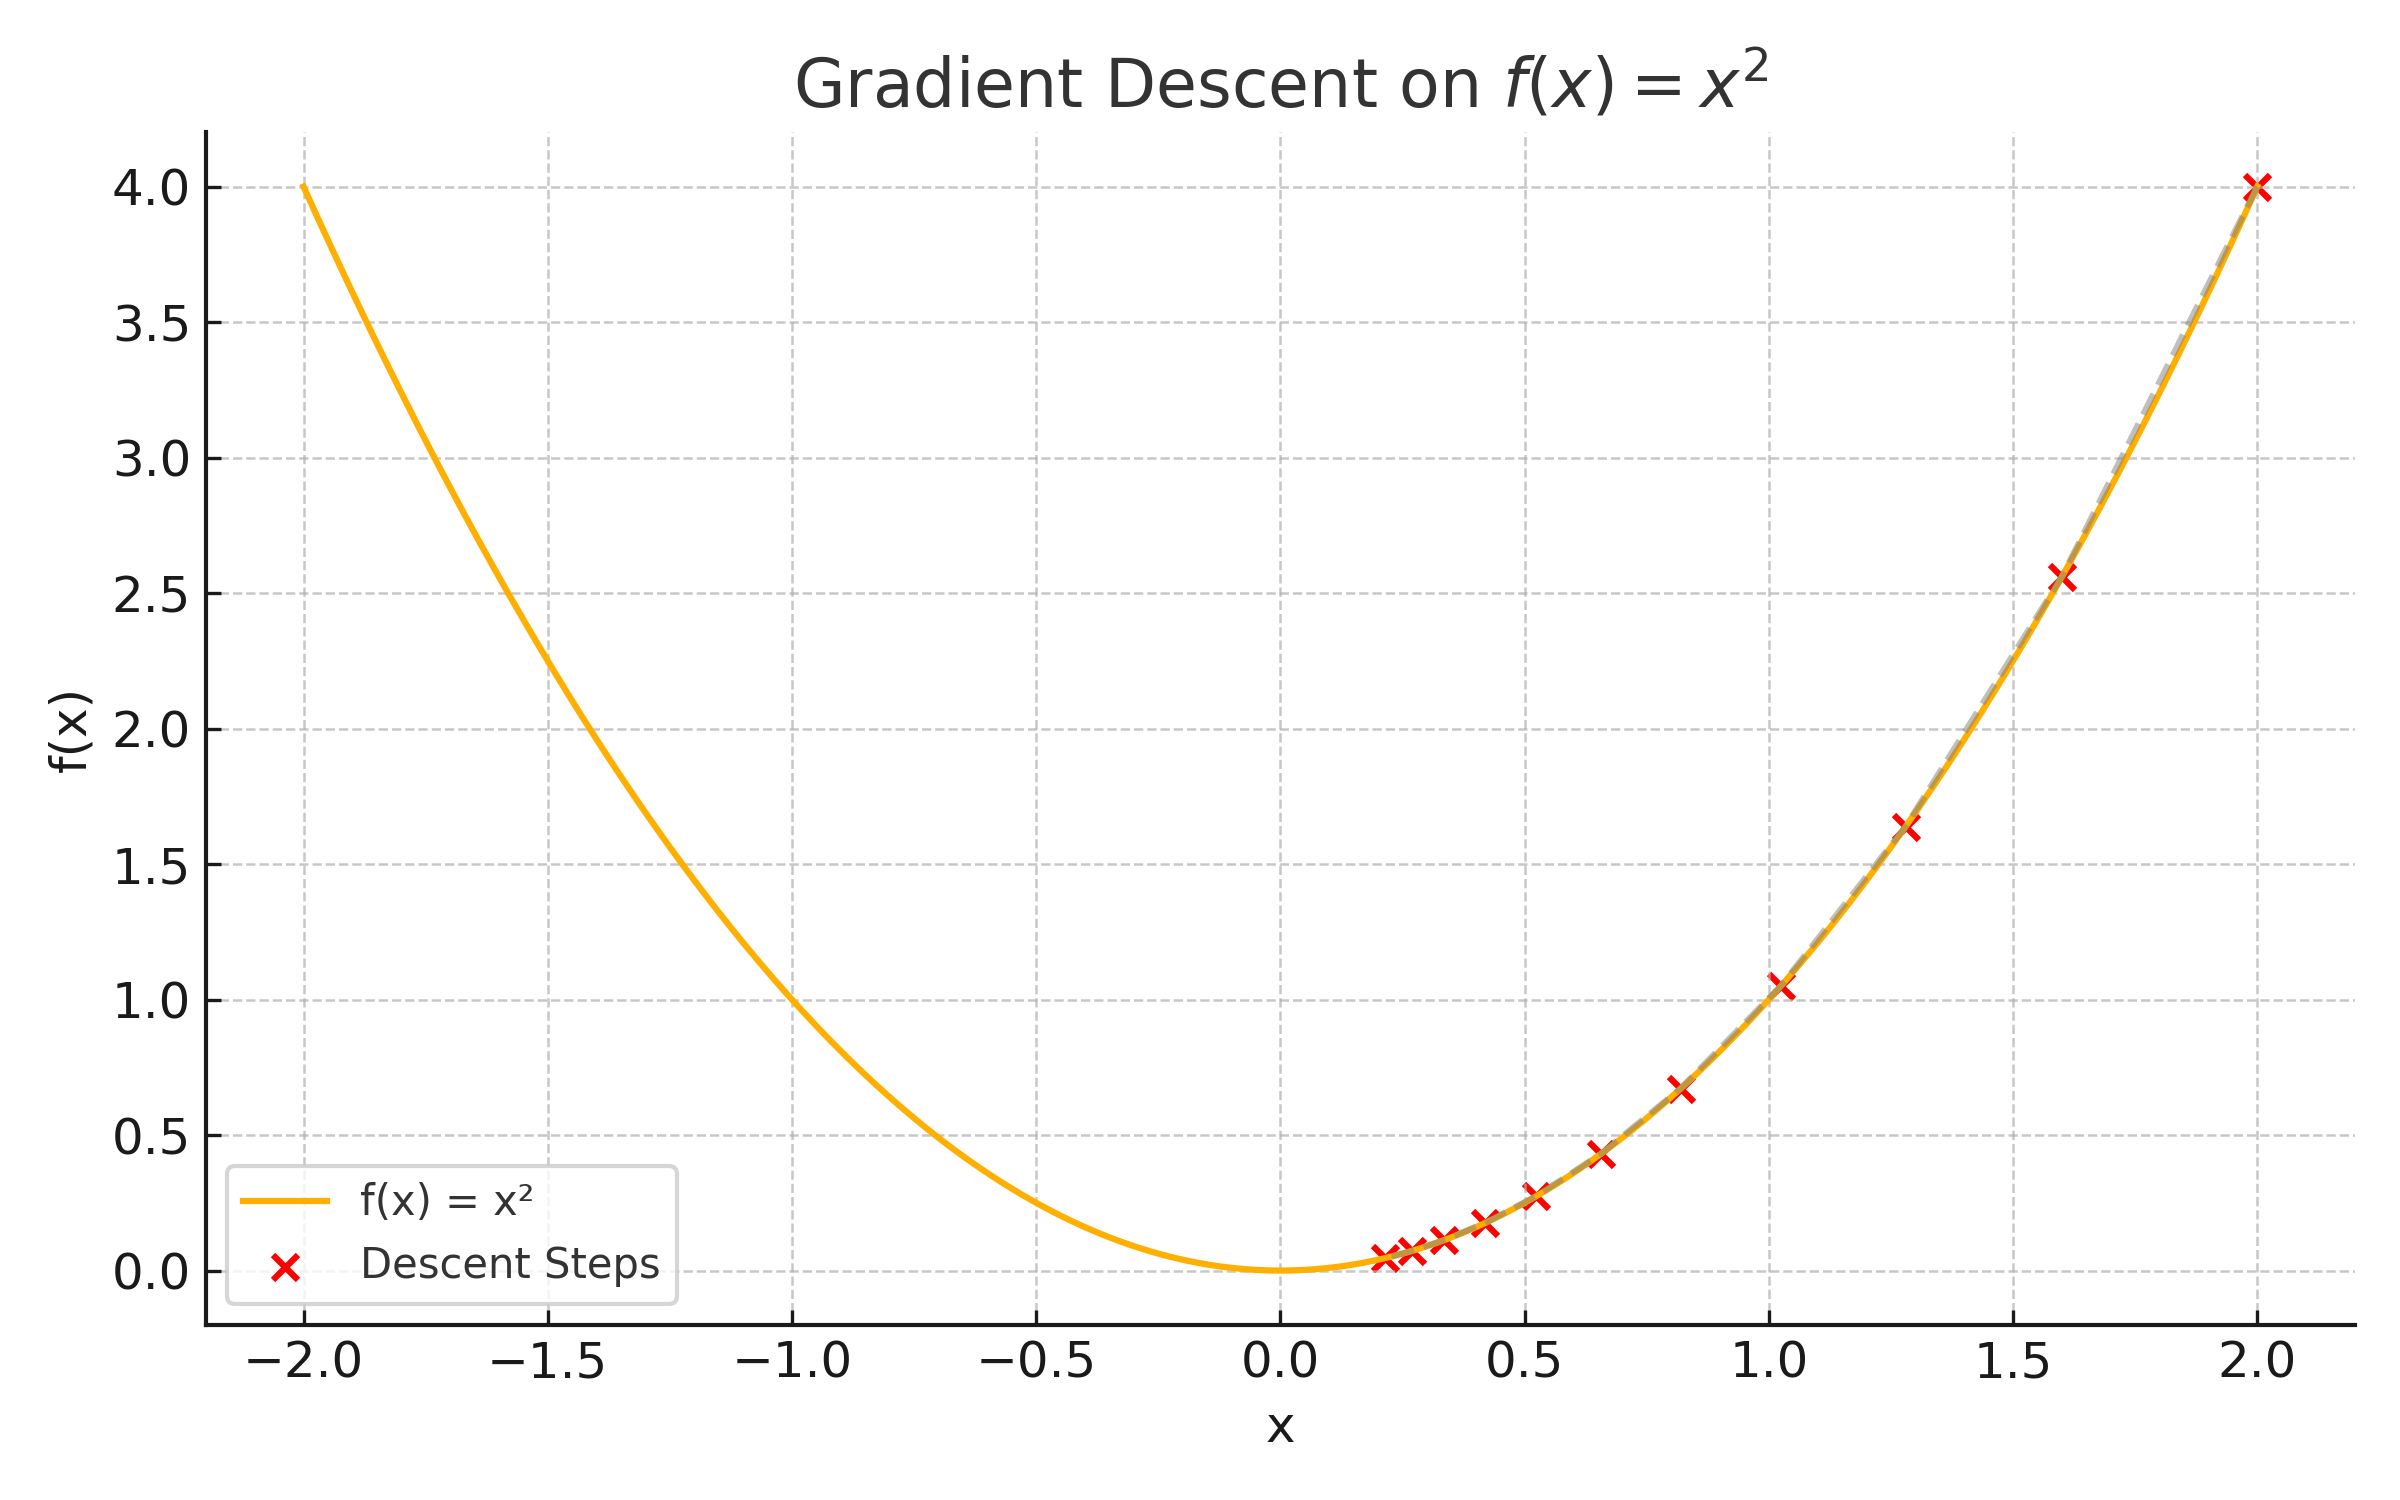 Gradient Descent on f(x) = x²
4.0
3.5
3.0
2.5
2.0
1.5
1.0
0.5
0.0
f(x)
f(x) = x²
Descent Steps
−2.0 −1.5 −1.0 −0.5 0.0 0.5 1.0 1.5 2.0
x